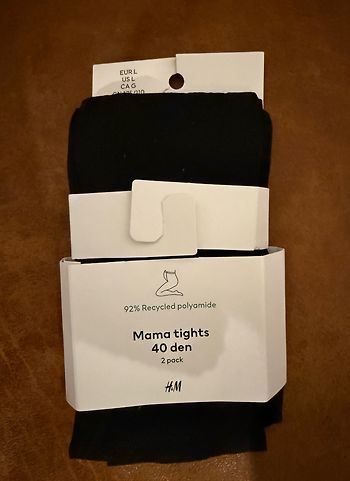 EUR L
US L
CA G
92% Recycled polyamide
Mama tights
40 den
2 pack
H&M